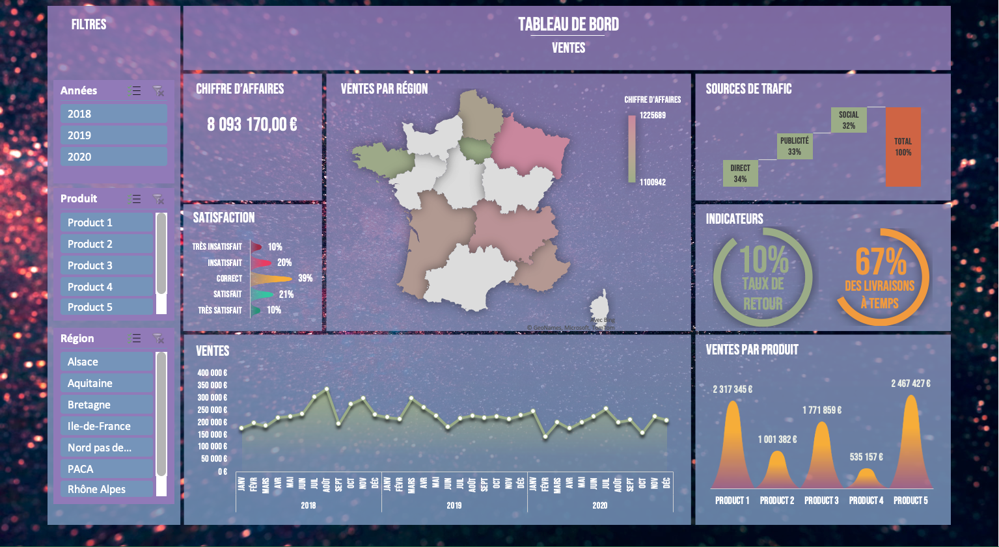 FILTRES
TABLEAU DE BORD
VENTES
Années
2018
2019
2020
Produit
Product 1
Product 2
Product 3
Product 4
Product 5
Région
Alsace
Aquitaine
Bretagne
Ile-de-France
Nord pas de...
PACA
Rhône Alpes
CHIFFRE D'AFFAIRES
8 093 170,00 €
VENTES PAR RÉGION
CHIFFRE D'AFFAIRES
1225689
1100942
Avec Bing
© GeoNames, Microsoft, TomTom
SOURCES DE TRAFIC
DIRECT
34%
PUBLICITÉ
33%
SOCIAL
32%
TOTAL
100%
SATISFACTION
TRÈS INSATISFAIT 10%
INSATISFAIT 20%
CORRECT 39%
SATISFAIT 21%
TRÈS SATISFAIT 10%
INDICATEURS
10%
TAUX DE
RETOUR
67%
DES LIVRAISONS
À TEMPS
VENTES
400 000 €
350 000 €
300 000 €
250 000 €
200 000 €
150 000 €
100 000 €
50 000 €
0 €
JANV FÉVR MARS AVR MAI JUIN JUL AOÛT SEPT OCT NOV DÉC JANV FÉVR MARS AVR MAI JUIN JUL AOÛT SEPT OCT NOV DÉC JANV FÉVR MARS AVR MAI JUIN JUL AOÛT SEPT OCT NOV DÉC
2018 2019 2020
VENTES PAR PRODUIT
2 317 345 €
1 001 382 €
1 771 859 €
535 157 €
2 467 427 €
PRODUCT 1 PRODUCT 2 PRODUCT 3 PRODUCT 4 PRODUCT 5